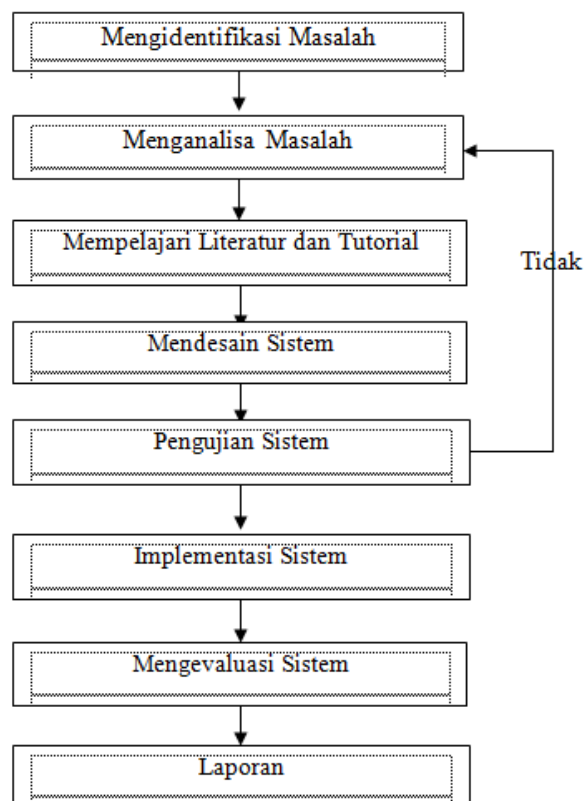 Mengidentifikasi Masalah
Menganalisa Masalah
Mempelajari Literatur dan Tutorial
Tidak
Mendesain Sistem
Pengujian Sistem
Implementasi Sistem
Mengevaluasi Sistem
Laporan